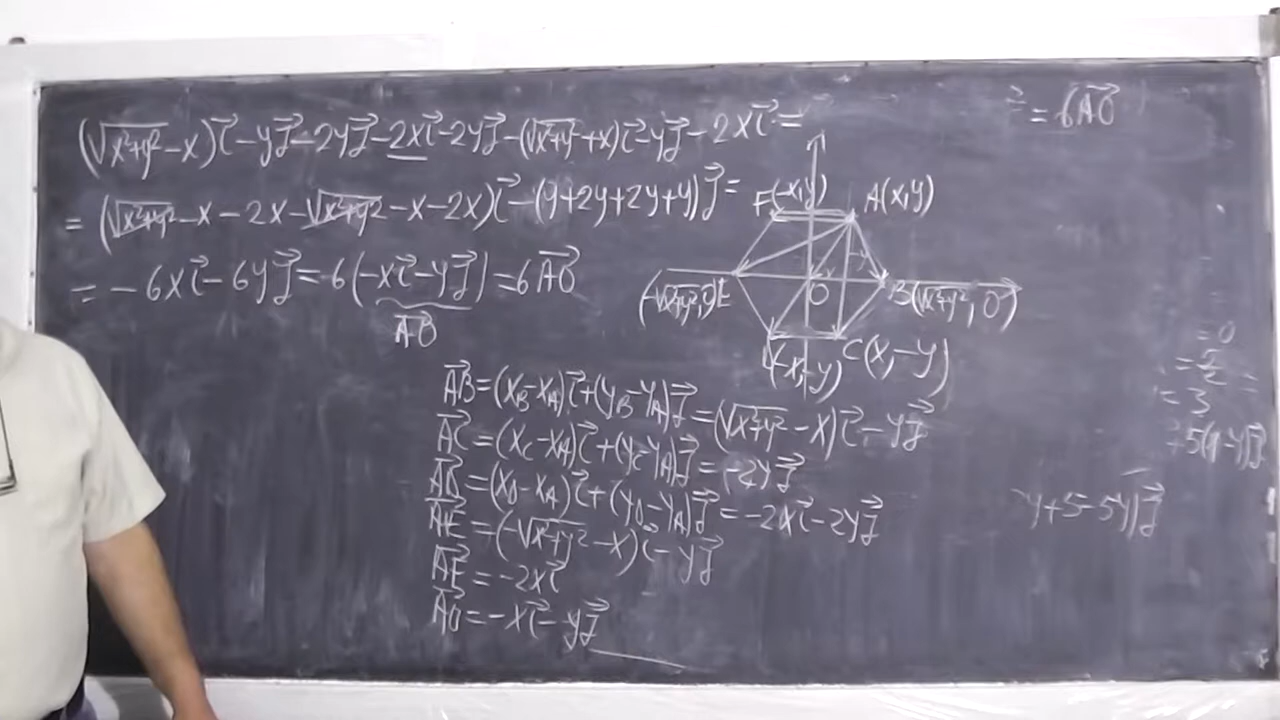 (√x²+y² - x)i⃗ - yj⃗ - 2yj⃗ - 2xi⃗ - 2yj⃗ - (√x²+y² + x)i⃗ - yj⃗ - 2xi⃗ =
= (√x²+y² - x - 2x - √x²+y² - x - 2x)i⃗ - (y+2y+2y+y)j⃗ =
= - 6xi⃗ - 6yj⃗ = 6(-xi⃗ - yj⃗) = 6AO⃗
AO⃗
= 6AO⃗
F(-x,y) A(x,y)
(-√x²+y², 0)E O B(√x²+y², 0)
(-x,-y) C(x,-y)
AB⃗ = (x_B - x_A)i⃗ + (y_B - y_A)j⃗ = (√x²+y² - x)i⃗ - yj⃗
AC⃗ = (x_C - x_A)i⃗ + (y_C - y_A)j⃗ = -2yj⃗
AD⃗ = (x_D - x_A)i⃗ + (y_D - y_A)j⃗ = -2xi⃗ - 2yj⃗
AE⃗ = (-√x²+y² - x)i⃗ - yj⃗
AF⃗ = -2xi⃗
AO⃗ = -xi⃗ - yj⃗
= 0
= 3
y+5-5y)j⃗